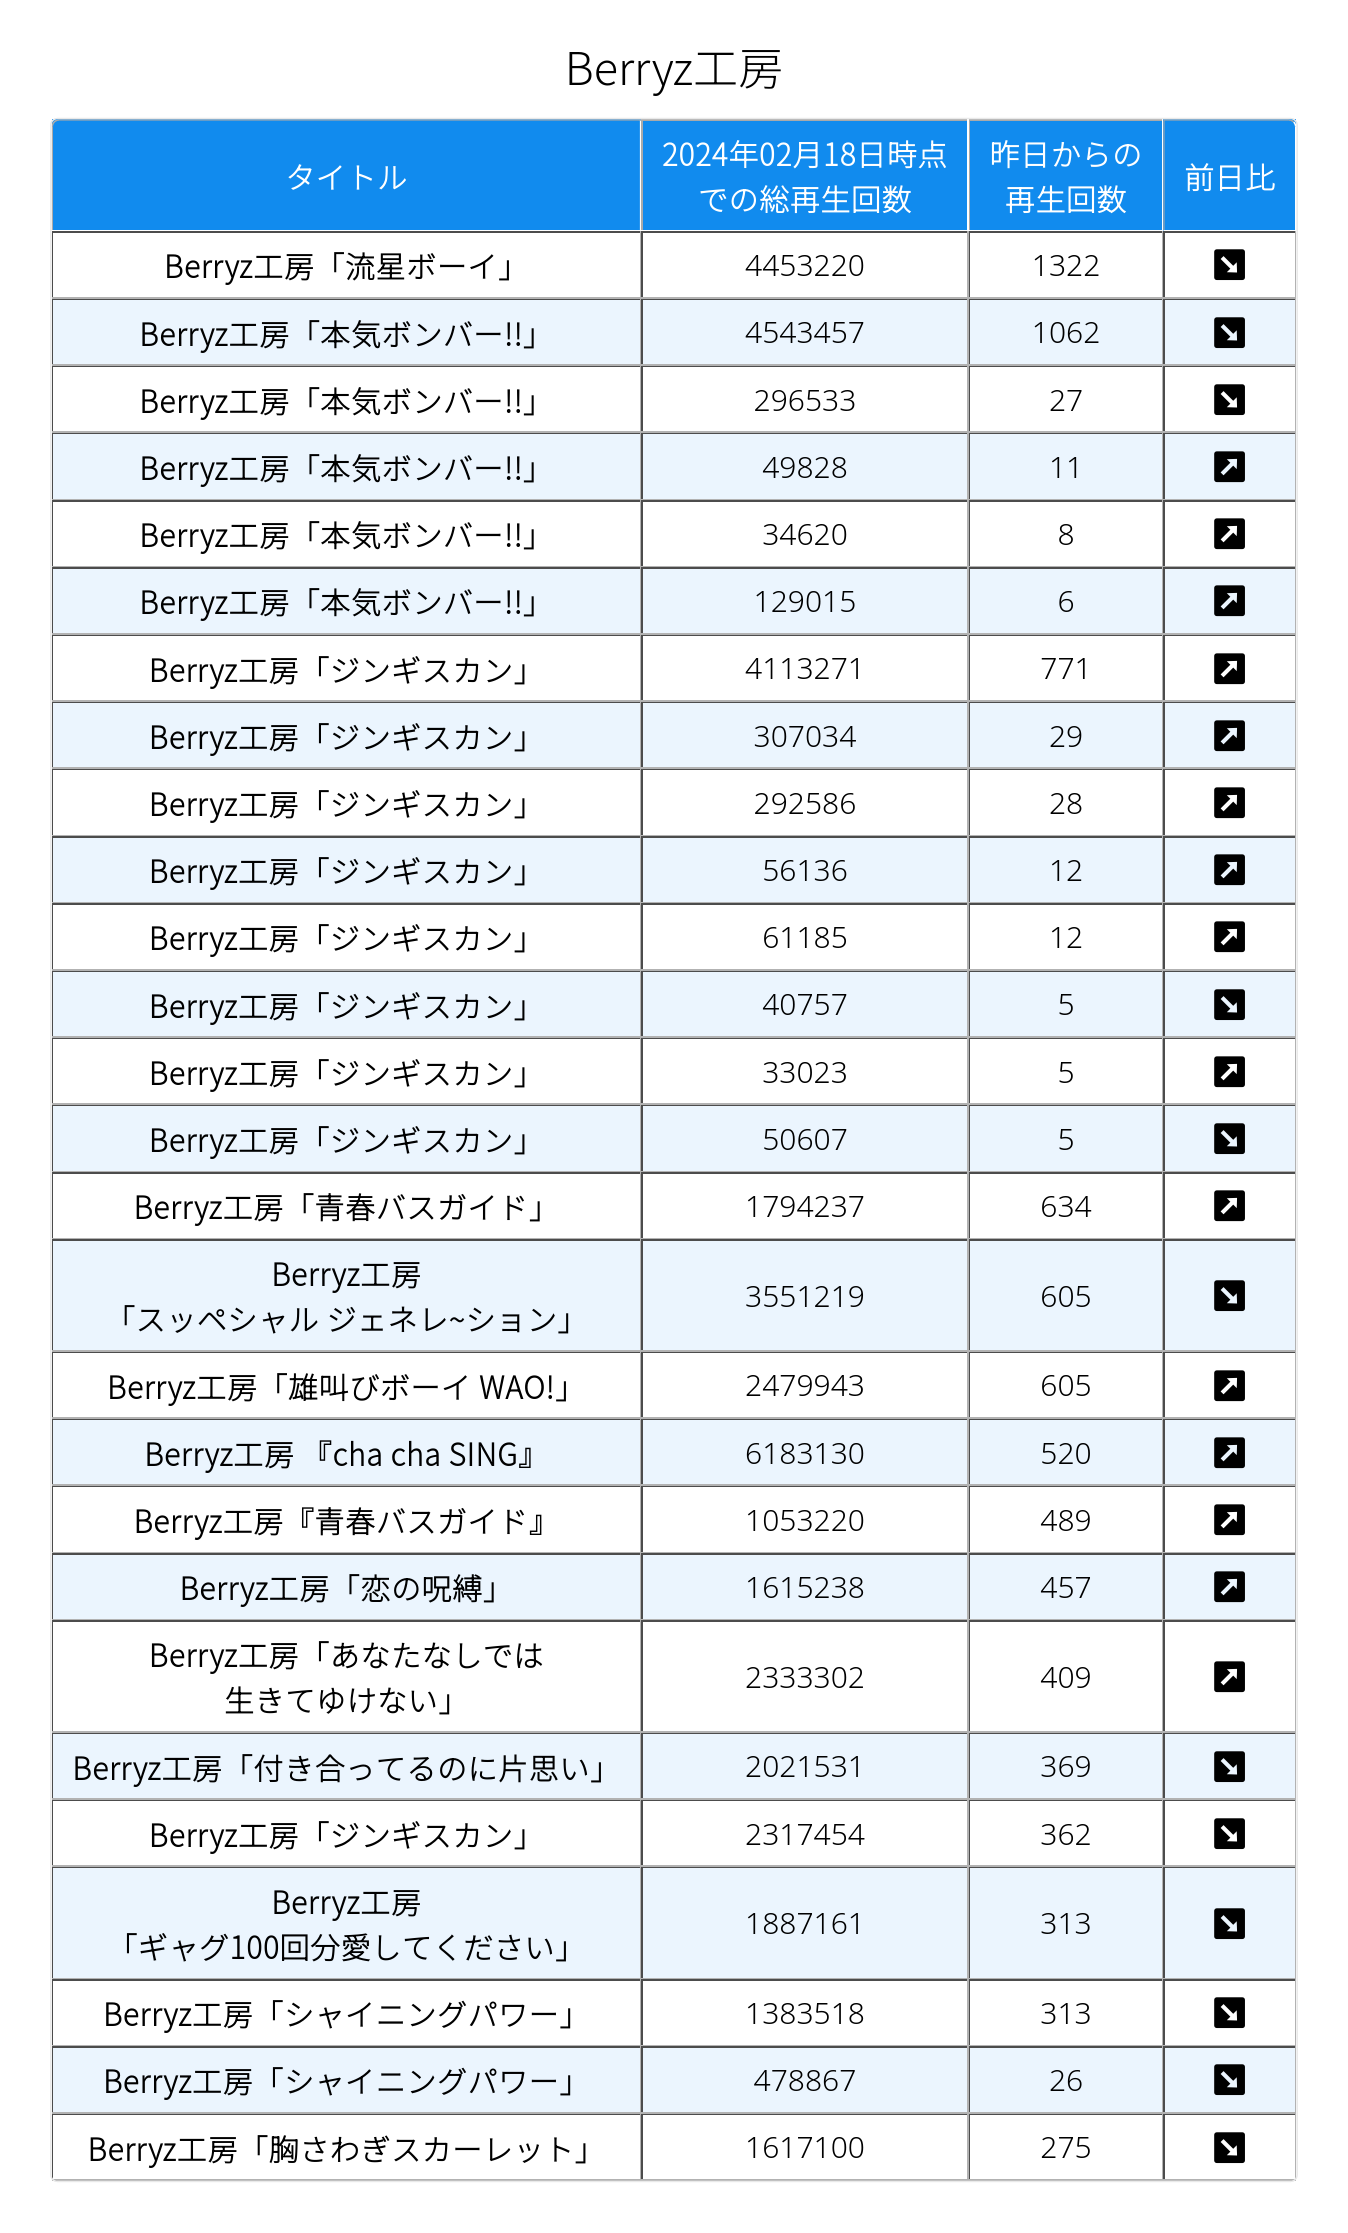 Berryz工房
タイトル
2024年02月18日時点
での総再生回数
昨日からの
再生回数
前日比
Berryz工房「流星ボーイ」 4453220 1322
Berryz工房「本気ボンバー!!」 4543457 1062
Berryz工房「本気ボンバー!!」 296533 27
Berryz工房「本気ボンバー!!」 49828 11
Berryz工房「本気ボンバー!!」 34620 8
Berryz工房「本気ボンバー!!」 129015 6
Berryz工房「ジンギスカン」 4113271 771
Berryz工房「ジンギスカン」 307034 29
Berryz工房「ジンギスカン」 292586 28
Berryz工房「ジンギスカン」 56136 12
Berryz工房「ジンギスカン」 61185 12
Berryz工房「ジンギスカン」 40757 5
Berryz工房「ジンギスカン」 33023 5
Berryz工房「ジンギスカン」 50607 5
Berryz工房「青春バスガイド」 1794237 634
Berryz工房
「スッペシャル ジェネレ~ション」 3551219 605
Berryz工房「雄叫びボーイ WAO!」 2479943 605
Berryz工房 『cha cha SING』 6183130 520
Berryz工房『青春バスガイド』 1053220 489
Berryz工房「恋の呪縛」 1615238 457
Berryz工房「あなたなしでは
生きてゆけない」 2333302 409
Berryz工房「付き合ってるのに片思い」 2021531 369
Berryz工房「ジンギスカン」 2317454 362
Berryz工房
「ギャグ100回分愛してください」 1887161 313
Berryz工房「シャイニングパワー」 1383518 313
Berryz工房「シャイニングパワー」 478867 26
Berryz工房「胸さわぎスカーレット」 1617100 275